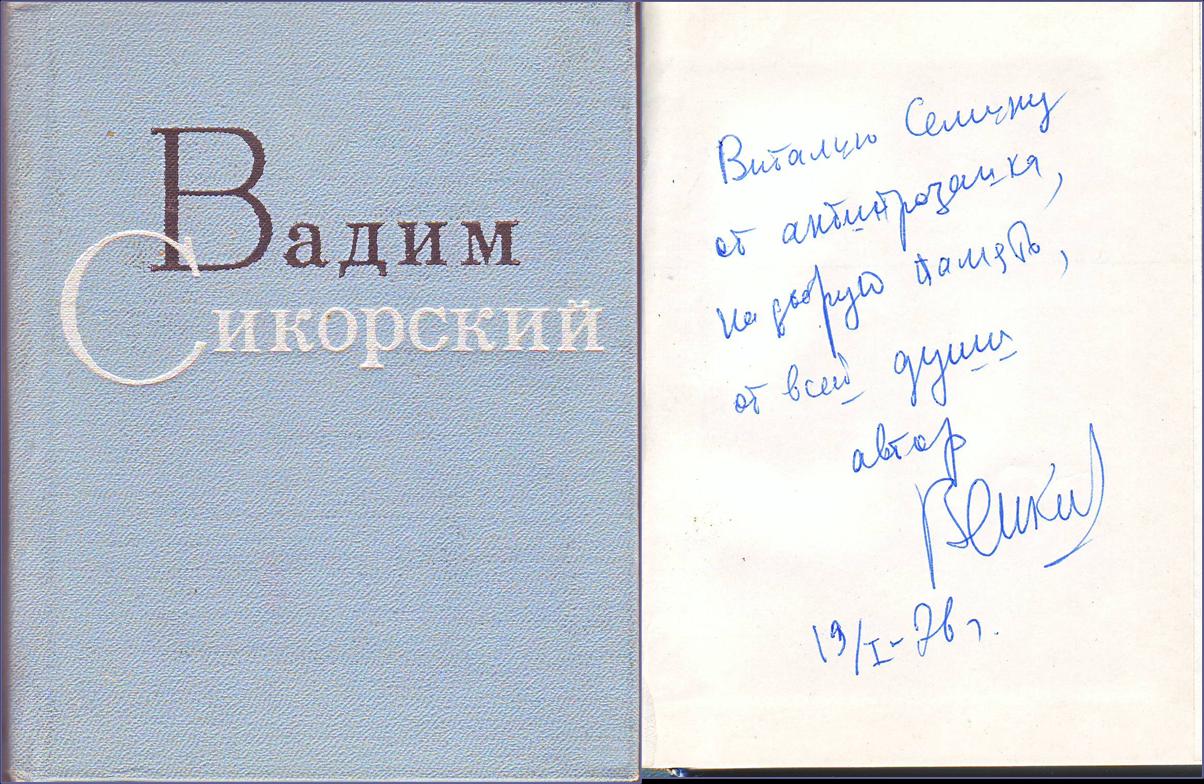 Вадим
Сикорский
Виталию Семину
от антипрозаика,
на добрую память,
от всей души
автор
19/I-76 г.